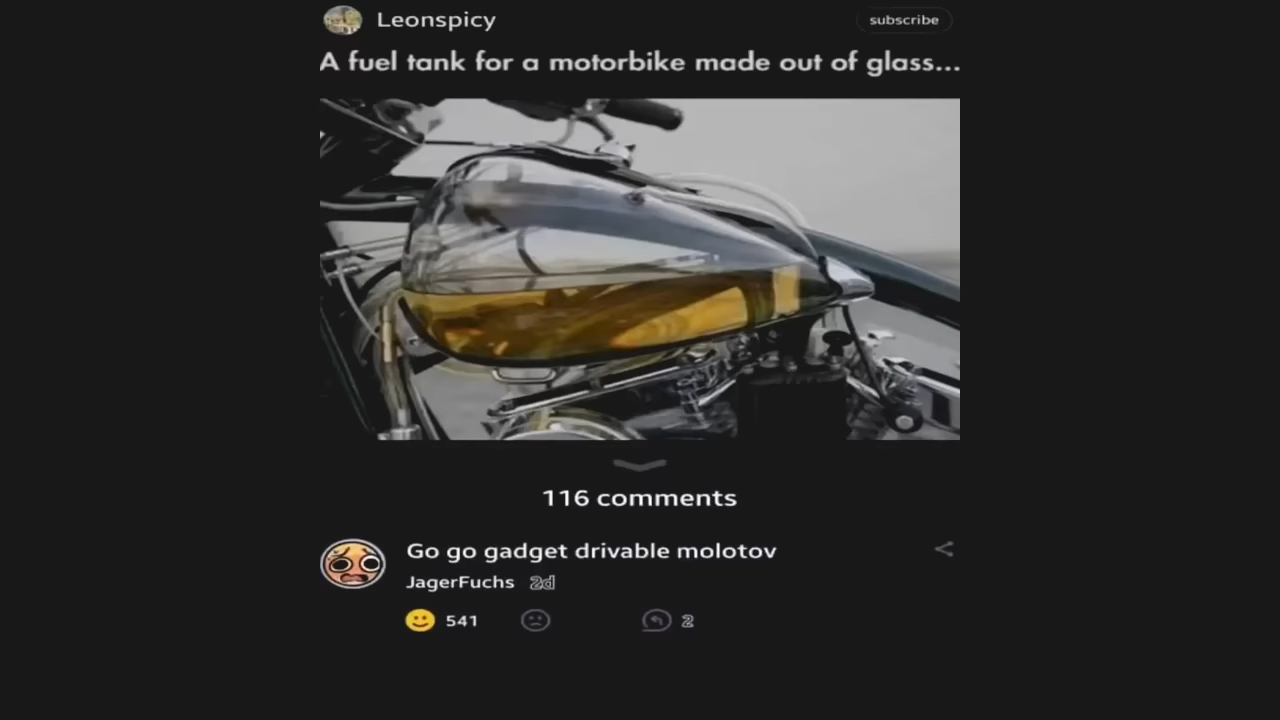 Leonspicy
subscribe
A fuel tank for a motorbike made out of glass...
116 comments
Go go gadget drivable molotov
JagerFuchs 2d
541
2